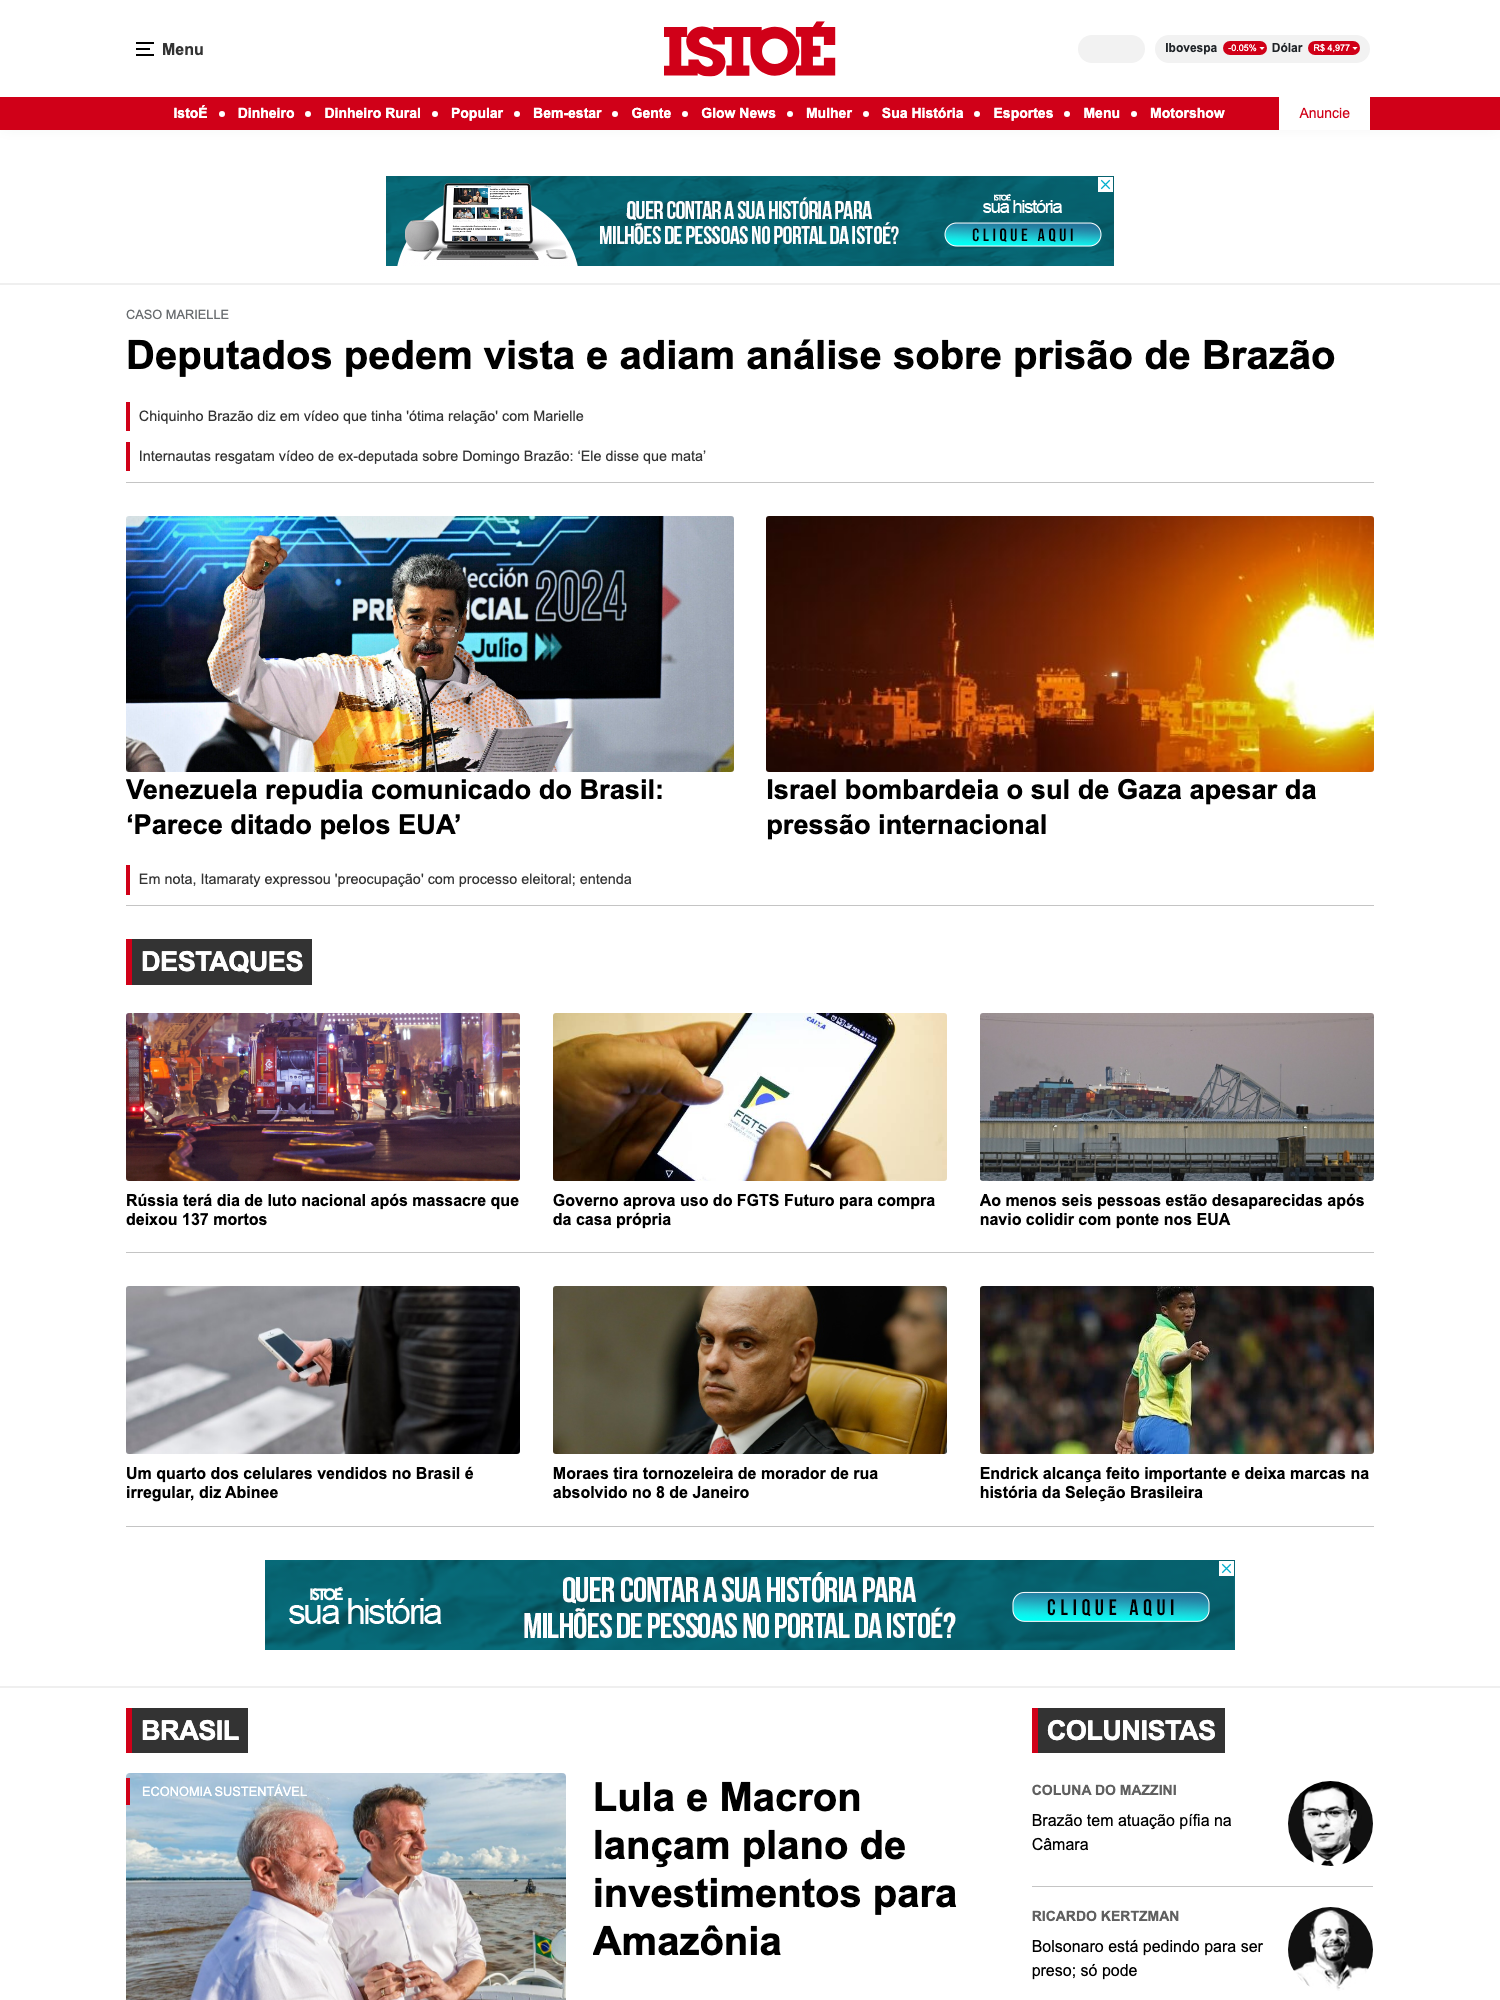 Menu
ISTOÉ
Ibovespa -0.05% Dólar R$ 4,977
IstoÉ • Dinheiro • Dinheiro Rural • Popular • Bem-estar • Gente • Glow News • Mulher • Sua História • Esportes • Menu • Motorshow
Anuncie
QUER CONTAR A SUA HISTÓRIA PARA
MILHÕES DE PESSOAS NO PORTAL DA ISTOÉ?
ISTOÉ
sua história
CLIQUE AQUI
CASO MARIELLE
Deputados pedem vista e adiam análise sobre prisão de Brazão
Chiquinho Brazão diz em vídeo que tinha 'ótima relação' com Marielle
Internautas resgatam vídeo de ex-deputada sobre Domingo Brazão: ‘Ele disse que mata’
2024
Julio
Venezuela repudia comunicado do Brasil:
‘Parece ditado pelos EUA’
Em nota, Itamaraty expressou 'preocupação' com processo eleitoral; entenda
Israel bombardeia o sul de Gaza apesar da
pressão internacional
DESTAQUES
Rússia terá dia de luto nacional após massacre que
deixou 137 mortos
CAIXA
FGTS
Governo aprova uso do FGTS Futuro para compra
da casa própria
Ao menos seis pessoas estão desaparecidas após
navio colidir com ponte nos EUA
Um quarto dos celulares vendidos no Brasil é
irregular, diz Abinee
Moraes tira tornozeleira de morador de rua
absolvido no 8 de Janeiro
Endrick alcança feito importante e deixa marcas na
história da Seleção Brasileira
ISTOÉ
sua história
QUER CONTAR A SUA HISTÓRIA PARA
MILHÕES DE PESSOAS NO PORTAL DA ISTOÉ?
CLIQUE AQUI
BRASIL
ECONOMIA SUSTENTÁVEL
Lula e Macron
lançam plano de
investimentos para
Amazônia
COLUNISTAS
COLUNA DO MAZZINI
Brazão tem atuação pífia na
Câmara
RICARDO KERTZMAN
Bolsonaro está pedindo para ser
preso; só pode